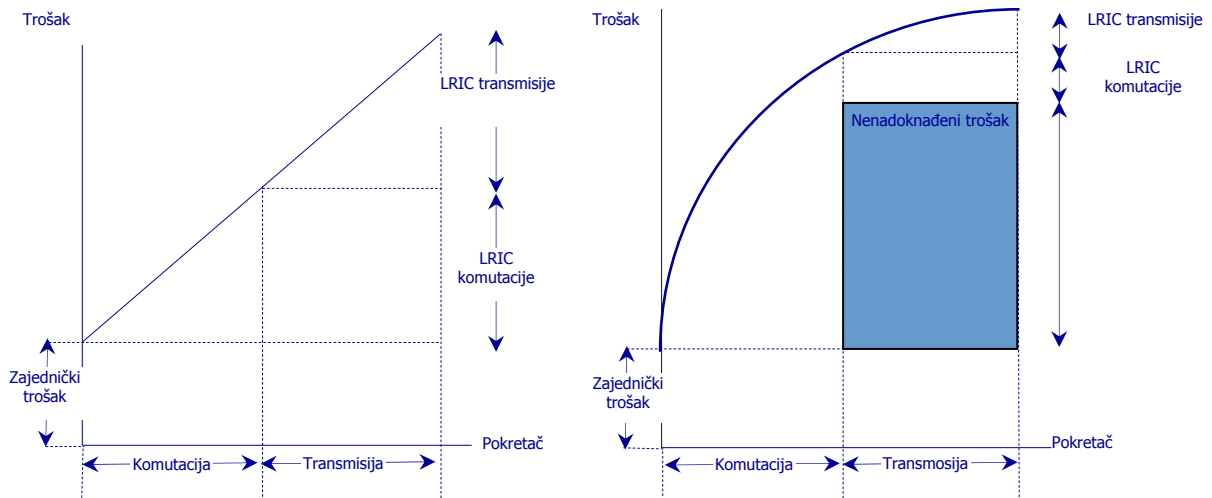 Trošak
LRIC transmisije
LRIC
komutacije
Zajednički
trošak
Pokretač
Komutacija
Transmisija
Trošak
LRIC transmisije
LRIC
komutacije
Nenadoknađeni trošak
Zajednički
trošak
Pokretač
Komutacija
Transmosija